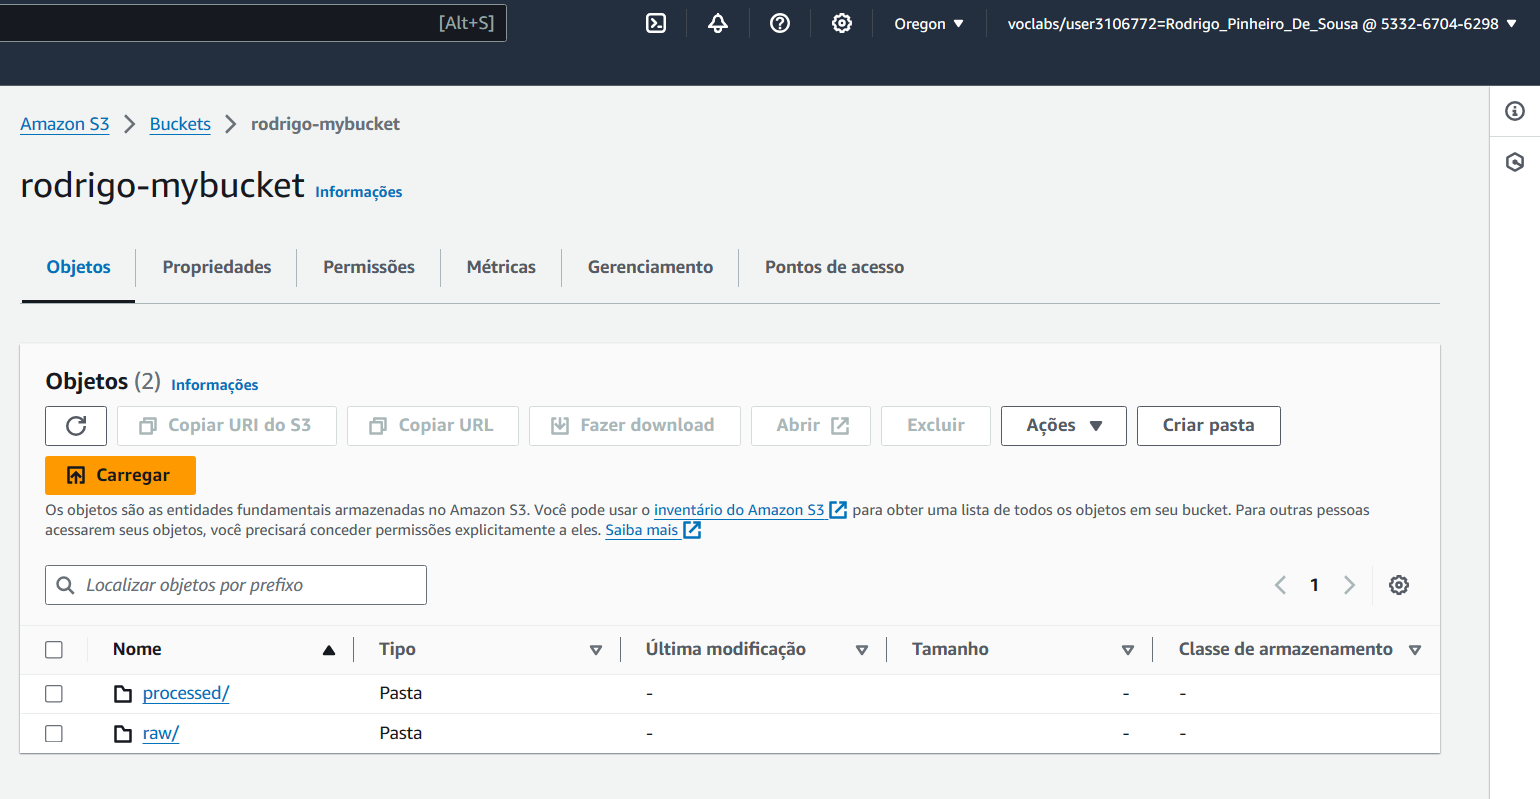 [Alt+S] Oregon voclabs/user3106772=Rodrigo_Pinheiro_De_Sousa @ 5332-6704-6298
Amazon S3 Buckets rodrigo-mybucket
rodrigo-mybucket Informações
Objetos Propriedades Permissões Métricas Gerenciamento Pontos de acesso
Objetos (2) Informações
Copiar URI do S3 Copiar URL Fazer download Abrir Excluir Ações Criar pasta
Carregar
Os objetos são as entidades fundamentais armazenadas no Amazon S3. Você pode usar o inventário do Amazon S3 para obter uma lista de todos os objetos em seu bucket. Para outras pessoas
acessarem seus objetos, você precisará conceder permissões explicitamente a eles. Saiba mais
Localizar objetos por prefixo 1
Nome Tipo Última modificação Tamanho Classe de armazenamento
processed/ Pasta - - -
raw/ Pasta - - -